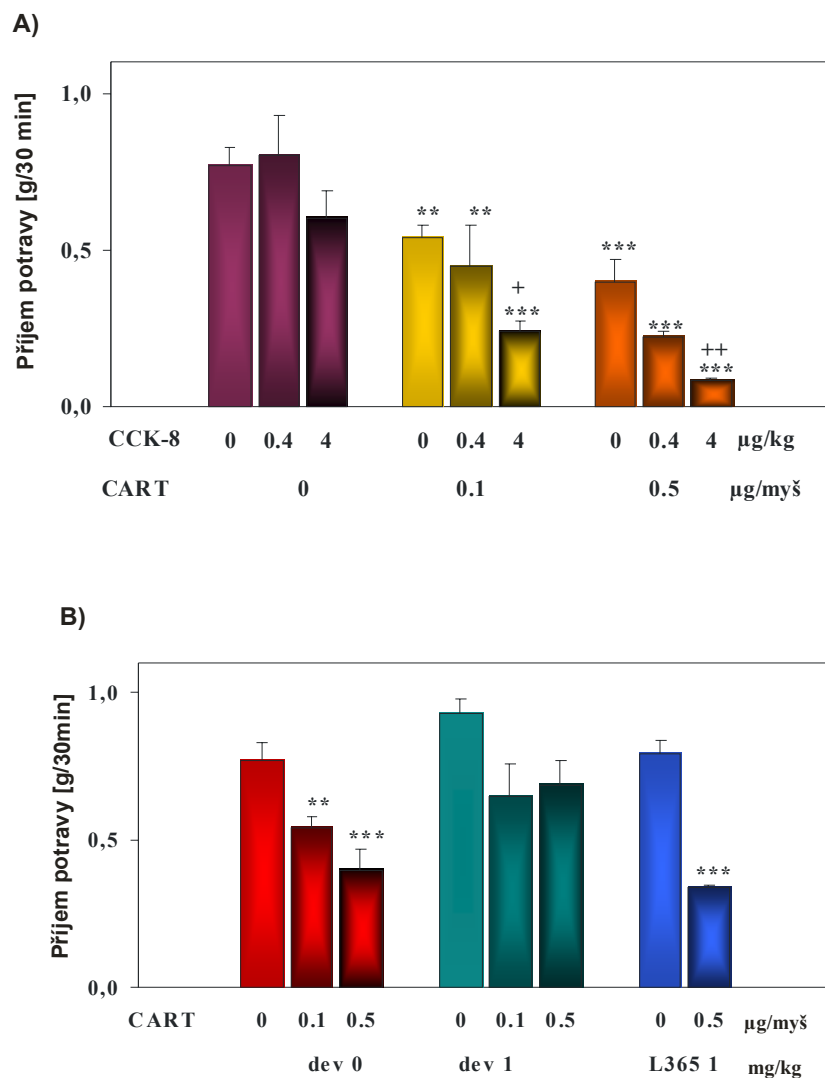 A)
Příjem potravy [g/30 min]
1,0
0,5
0,0
** ** + *** *** *** ++ ***
CCK-8 0 0.4 4 0 0.4 4 0 0.4 4 µg/kg
CART 0 0.1 0.5 µg/myš
B)
Příjem potravy [g/30min]
1,0
0,5
0,0
** *** ***
CART 0 0.1 0.5 0 0.1 0.5 0 0.5 µg/myš
dev 0 dev 1 L365 1 mg/kg